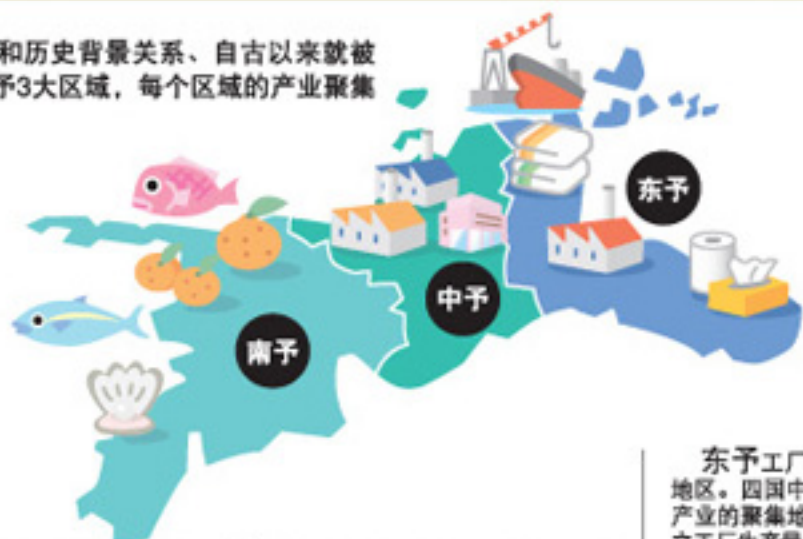 和历史背景关系、自古以来就被
予3大区域，每个区域的产业聚集
东予
中予
南予
东予工厂
地区。四国中
产业的聚集地